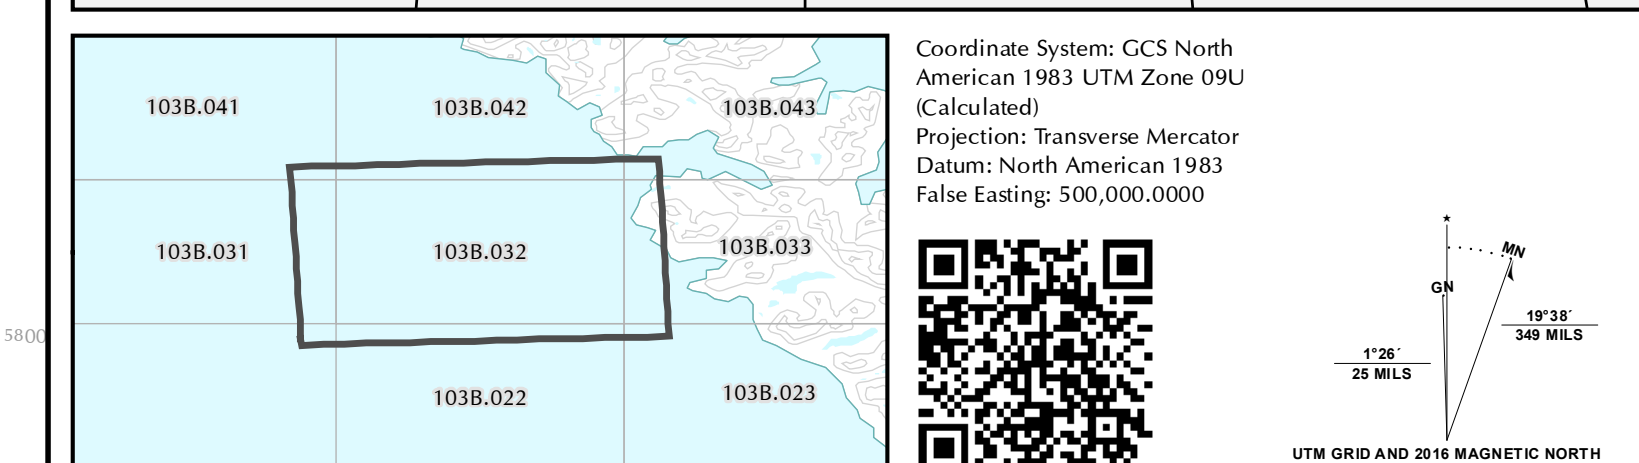 103B.041
103B.042
103B.043
103B.031
103B.032
103B.033
5800
103B.022
103B.023
Coordinate System: GCS North
American 1983 UTM Zone 09U
(Calculated)
Projection: Transverse Mercator
Datum: North American 1983
False Easting: 500,000.0000
MN
GN
19°38´
349 MILS
1°26´
25 MILS
UTM GRID AND 2016 MAGNETIC NORTH